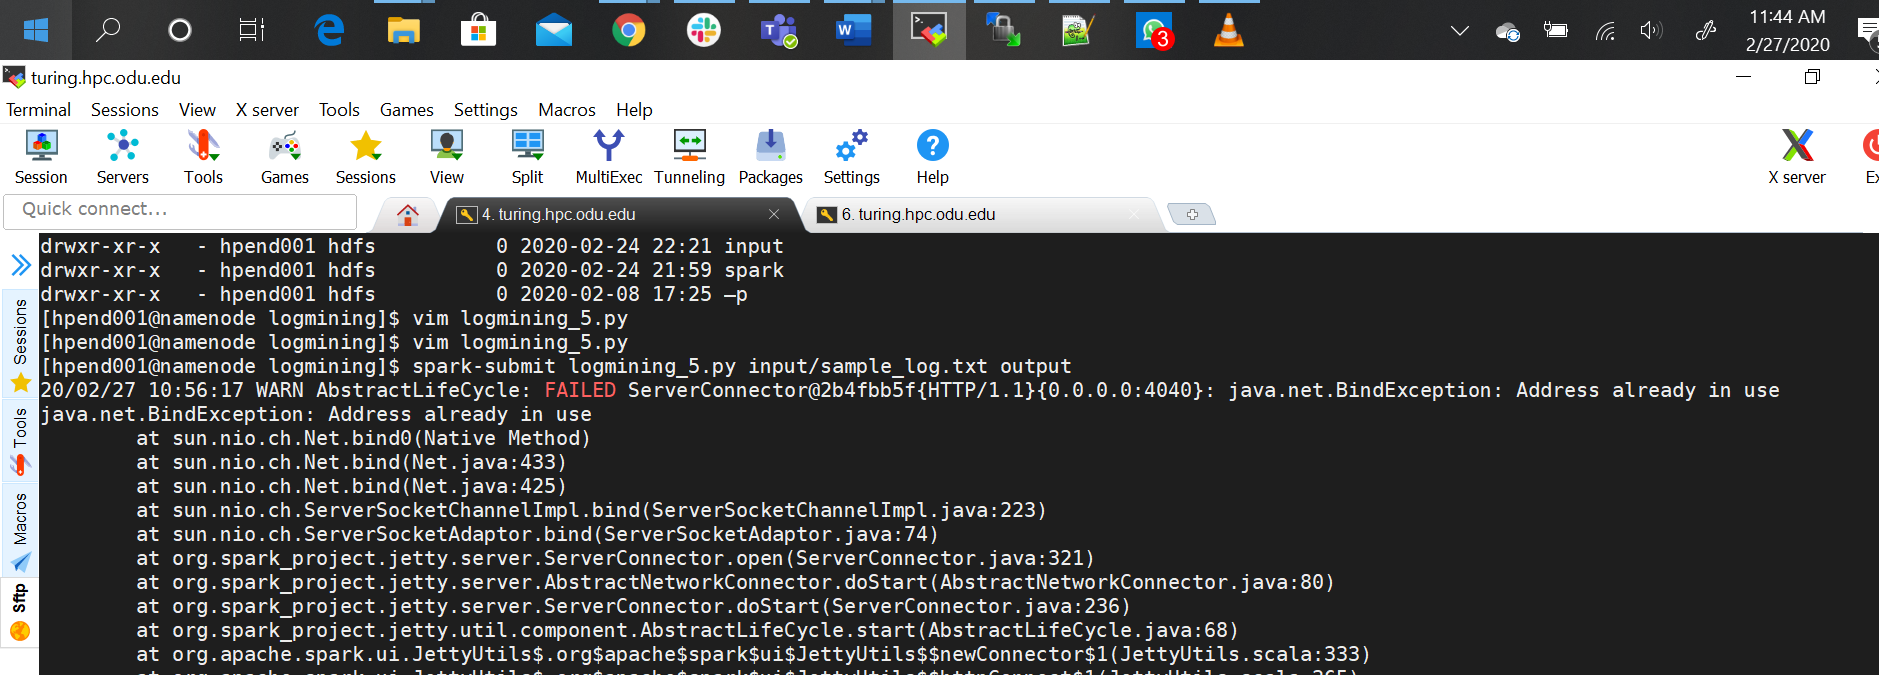 11:44 AM
2/27/2020
3
turing.hpc.odu.edu
Terminal Sessions View X server Tools Games Settings Macros Help
Session Servers Tools Games Sessions View Split MultiExec Tunneling Packages Settings Help X server Ex
Quick connect...
4. turing.hpc.odu.edu
6. turing.hpc.odu.edu
Sessions
Tools
Macros
Sftp
drwxr-xr-x   - hpend001 hdfs          0 2020-02-24 22:21 input
drwxr-xr-x   - hpend001 hdfs          0 2020-02-24 21:59 spark
drwxr-xr-x   - hpend001 hdfs          0 2020-02-08 17:25 –p
[hpend001@namenode logmining]$ vim logmining_5.py
[hpend001@namenode logmining]$ vim logmining_5.py
[hpend001@namenode logmining]$ spark-submit logmining_5.py input/sample_log.txt output
20/02/27 10:56:17 WARN AbstractLifeCycle: FAILED ServerConnector@2b4fbb5f{HTTP/1.1}{0.0.0.0:4040}: java.net.BindException: Address already in use
java.net.BindException: Address already in use
        at sun.nio.ch.Net.bind0(Native Method)
        at sun.nio.ch.Net.bind(Net.java:433)
        at sun.nio.ch.Net.bind(Net.java:425)
        at sun.nio.ch.ServerSocketChannelImpl.bind(ServerSocketChannelImpl.java:223)
        at sun.nio.ch.ServerSocketAdaptor.bind(ServerSocketAdaptor.java:74)
        at org.spark_project.jetty.server.ServerConnector.open(ServerConnector.java:321)
        at org.spark_project.jetty.server.AbstractNetworkConnector.doStart(AbstractNetworkConnector.java:80)
        at org.spark_project.jetty.server.ServerConnector.doStart(ServerConnector.java:236)
        at org.spark_project.jetty.util.component.AbstractLifeCycle.start(AbstractLifeCycle.java:68)
        at org.apache.spark.ui.JettyUtils$.org$apache$spark$ui$JettyUtils$$newConnector$1(JettyUtils.scala:333)